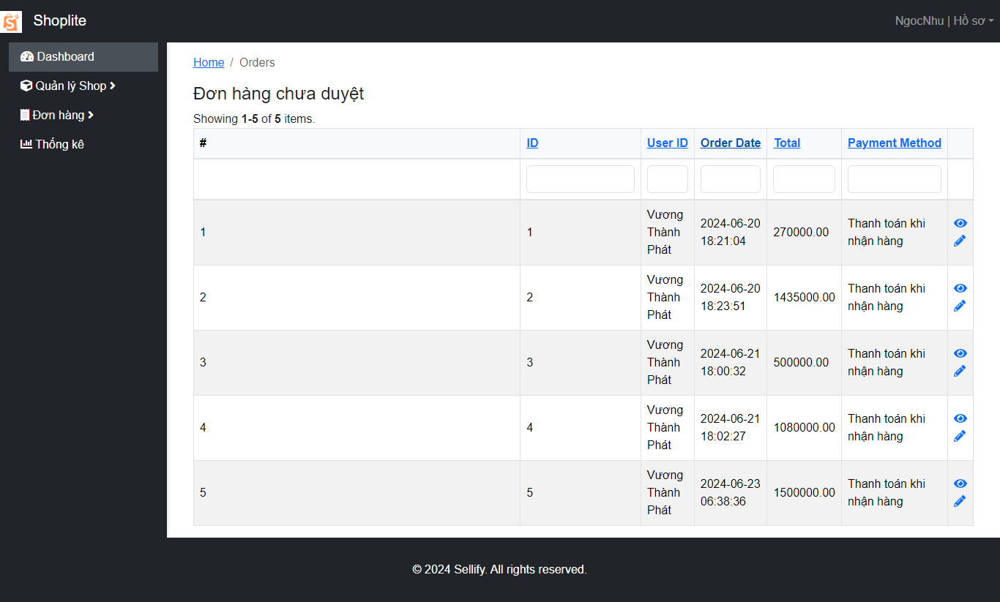 Shoplite
NgocNhu | Hồ sơ
Dashboard
Quản lý Shop
Đơn hàng
Thống kê
Home / Orders
Đơn hàng chưa duyệt
Showing 1-5 of 5 items.
# ID User ID Order Date Total Payment Method
1 1 Vương Thành Phát 2024-06-20 18:21:04 270000.00 Thanh toán khi nhận hàng
2 2 Vương Thành Phát 2024-06-20 18:23:51 1435000.00 Thanh toán khi nhận hàng
3 3 Vương Thành Phát 2024-06-21 18:00:32 500000.00 Thanh toán khi nhận hàng
4 4 Vương Thành Phát 2024-06-21 18:02:27 1080000.00 Thanh toán khi nhận hàng
5 5 Vương Thành Phát 2024-06-23 06:38:36 1500000.00 Thanh toán khi nhận hàng
© 2024 Sellify. All rights reserved.